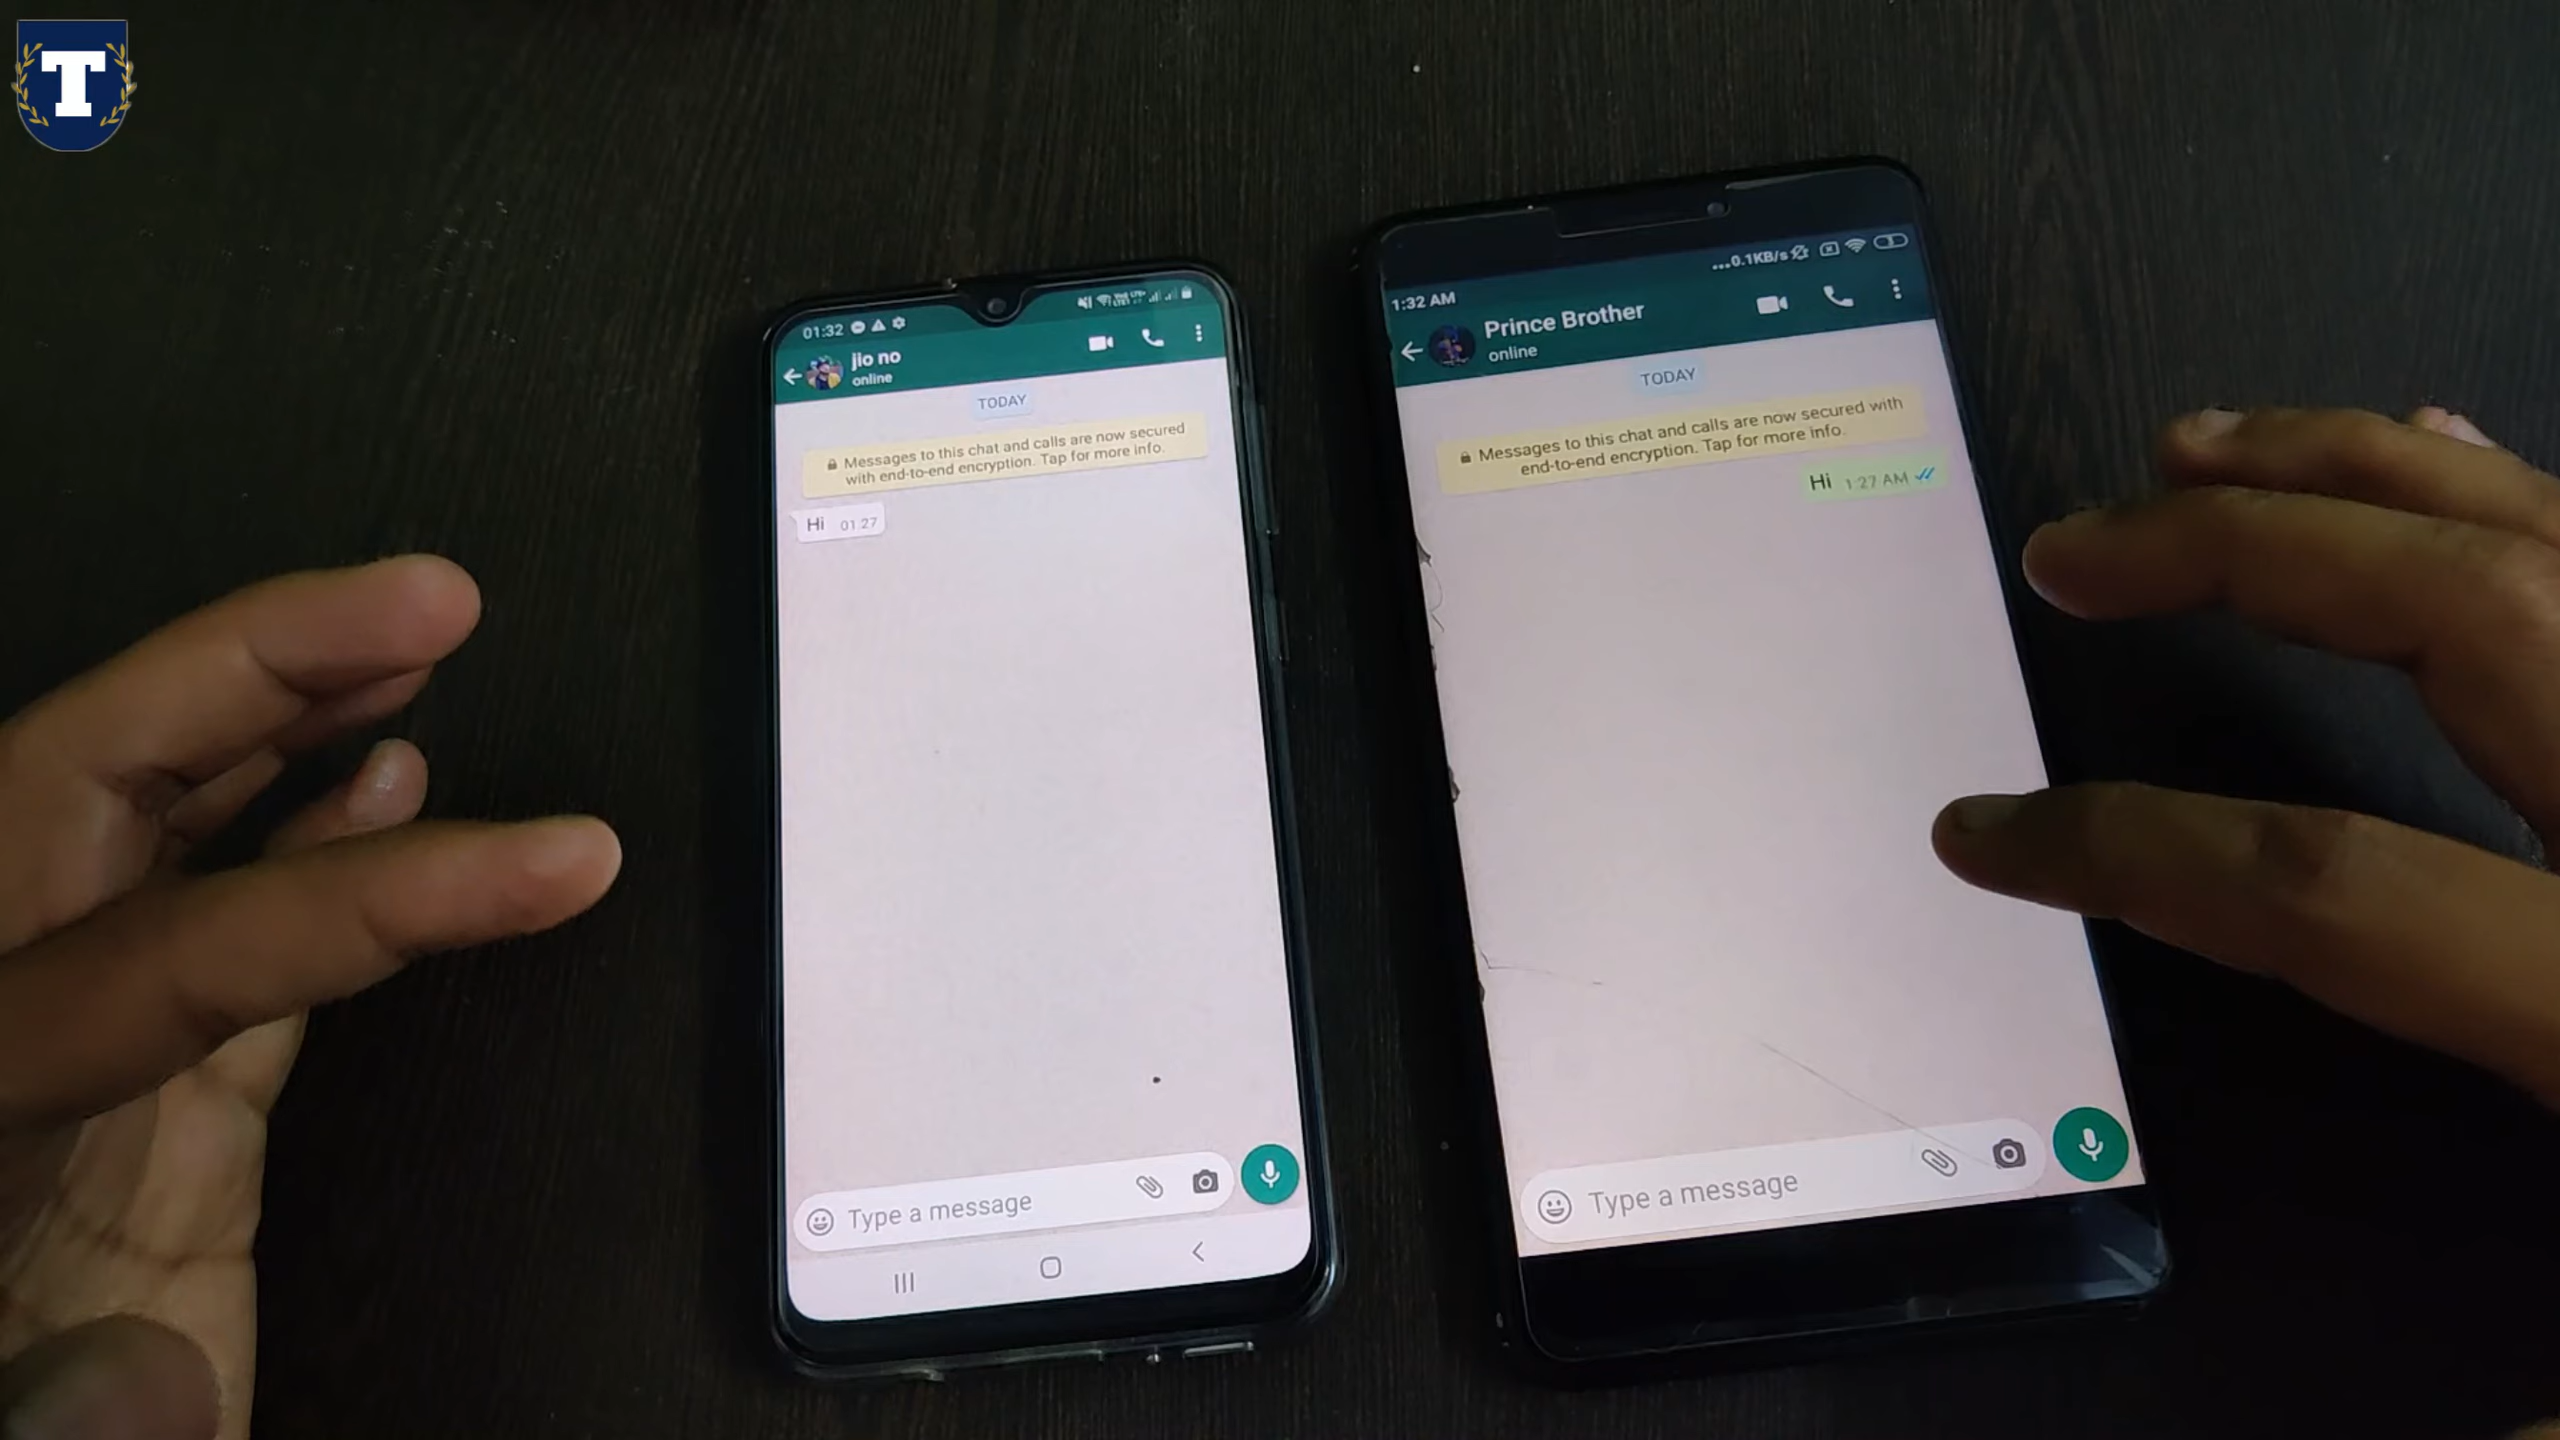 T
01:32
jio no
online
TODAY
Messages to this chat and calls are now secured
with end-to-end encryption. Tap for more info.
Hi 01:27
Type a message
...0.1KB/s
1:32 AM
Prince Brother
online
TODAY
Messages to this chat and calls are now secured with
end-to-end encryption. Tap for more info.
Hi 1:27 AM
Type a message